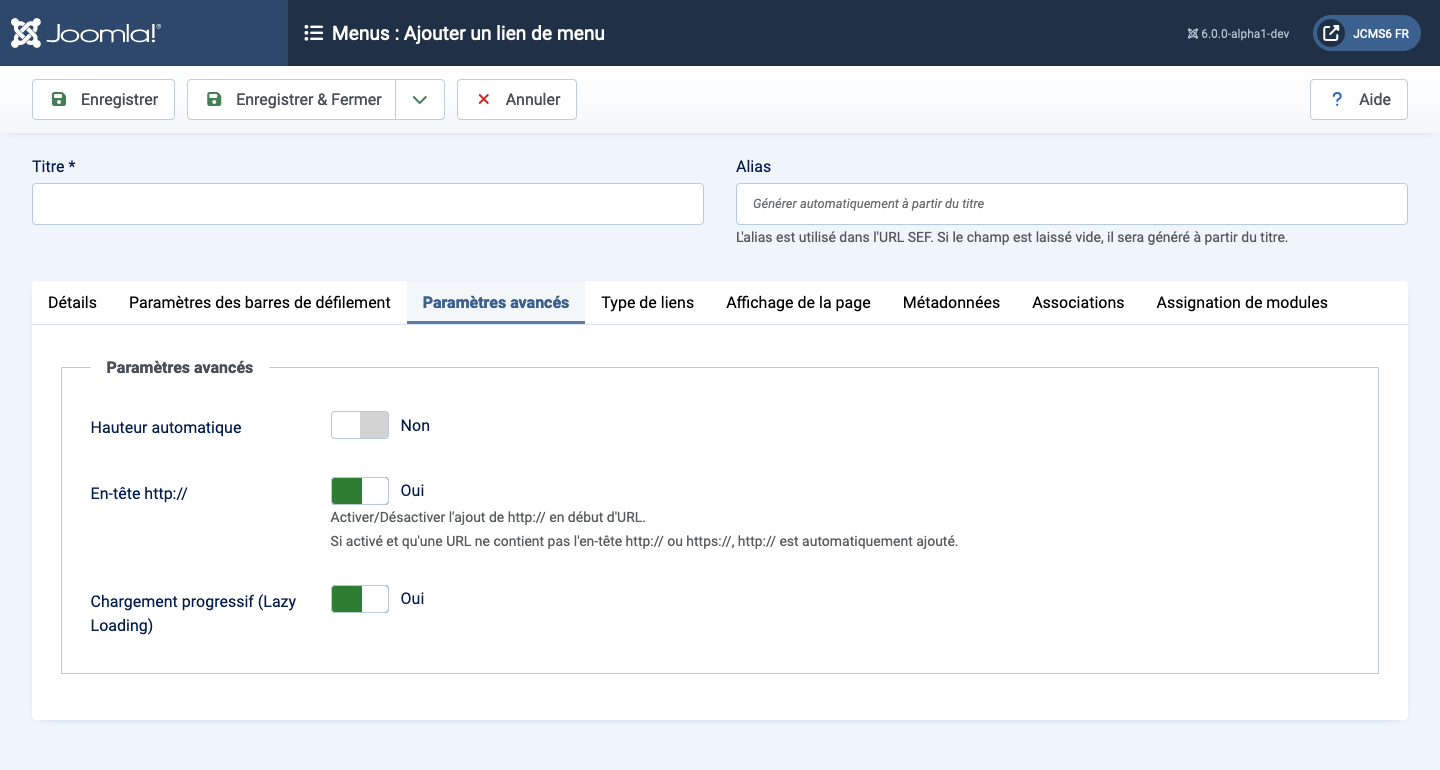 Joomla!®
Menus : Ajouter un lien de menu
6.0.0-alpha1-dev
JCMS6 FR
Enregistrer
Enregistrer & Fermer
Annuler
? Aide
Titre *
Alias
Générer automatiquement à partir du titre
L'alias est utilisé dans l'URL SEF. Si le champ est laissé vide, il sera généré à partir du titre.
Détails
Paramètres des barres de défilement
Paramètres avancés
Type de liens
Affichage de la page
Métadonnées
Associations
Assignation de modules
Paramètres avancés
Hauteur automatique
Non
En-tête http://
Oui
Activer/Désactiver l'ajout de http:// en début d'URL.
Si activé et qu'une URL ne contient pas l'en-tête http:// ou https://, http:// est automatiquement ajouté.
Chargement progressif (Lazy
Loading)
Oui